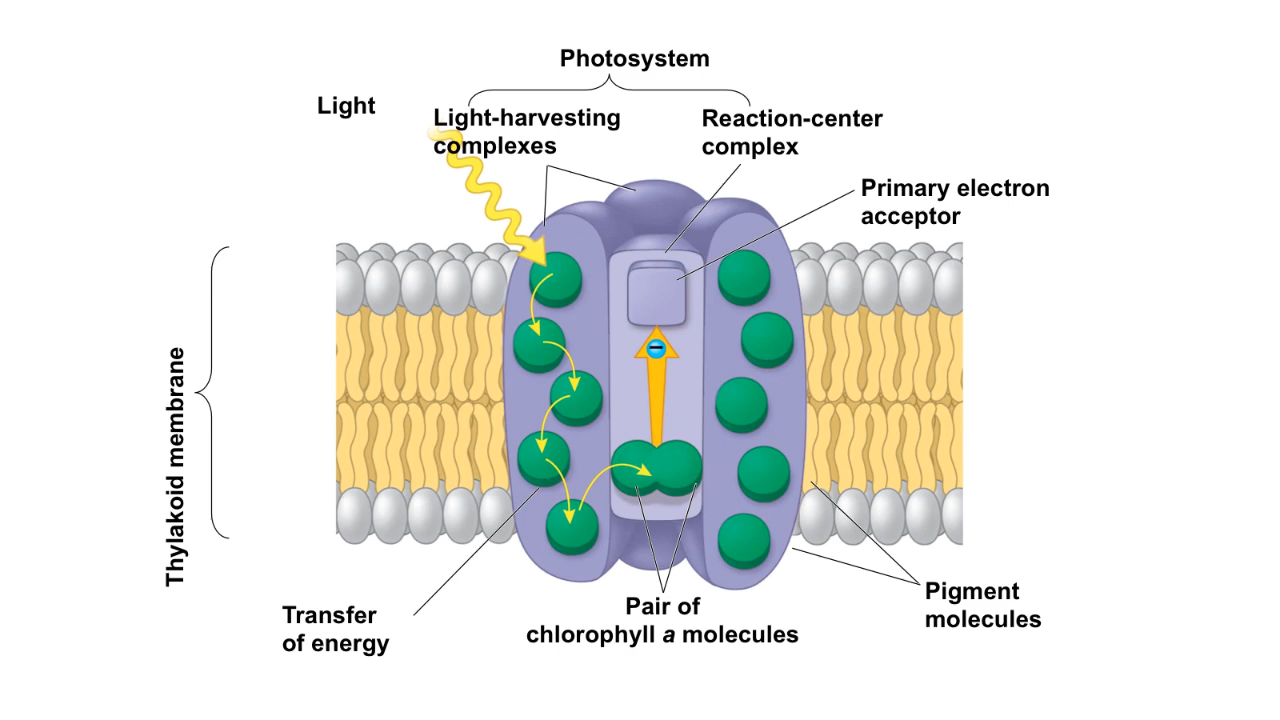 Photosystem
Light
Light-harvesting
complexes
Reaction-center
complex
Primary electron
acceptor
Thylakoid membrane
Transfer
of energy
Pair of
chlorophyll a molecules
Pigment
molecules